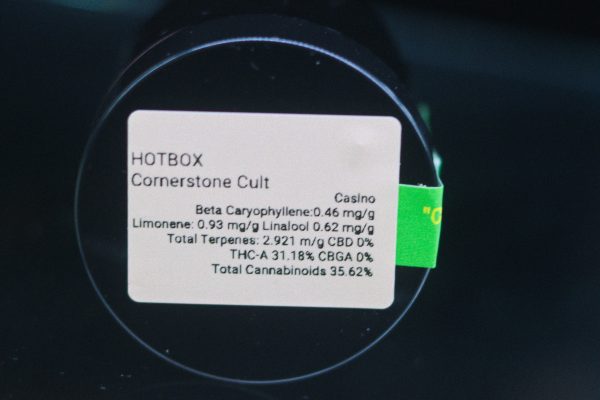 HOTBOX
Cornerstone Cult
Casino
Beta Caryophyllene:0.46 mg/g
Limonene: 0.93 mg/g Linalool 0.62 mg/g
Total Terpenes: 2.921 m/g CBD 0%
THC-A 31.18% CBGA 0%
Total Cannabinoids 35.62%